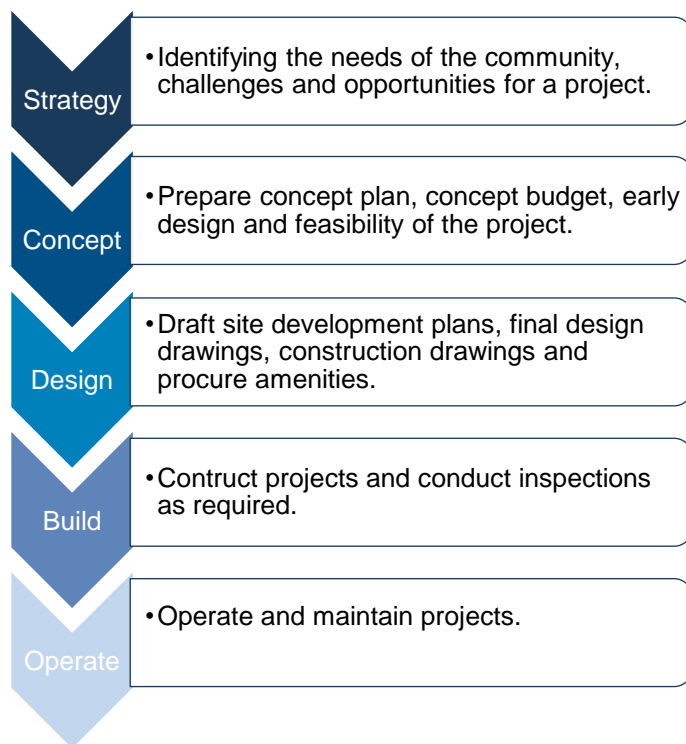 Strategy
•Identifying the needs of the community,
challenges and opportunities for a project.
Concept
•Prepare concept plan, concept budget, early
design and feasibility of the project.
Design
•Draft site development plans, final design
drawings, construction drawings and
procure amenities.
Build
•Contruct projects and conduct inspections
as required.
Operate
•Operate and maintain projects.